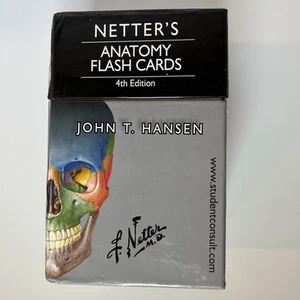 NETTER'S
ANATOMY
FLASH CARDS
4th Edition
JOHN T. HANSEN
www.studentconsult.com
F. Netter
M.D.